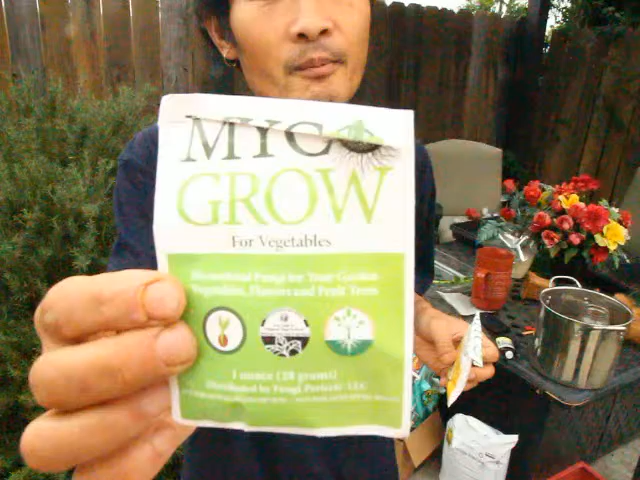 MYCO
GROW
For Vegetables
Beneficial Fungi for Your Garden
Vegetables, Flowers and Fruit Trees
1 ounce (28 grams)
Distributed by Fungi Perfecti, LLC